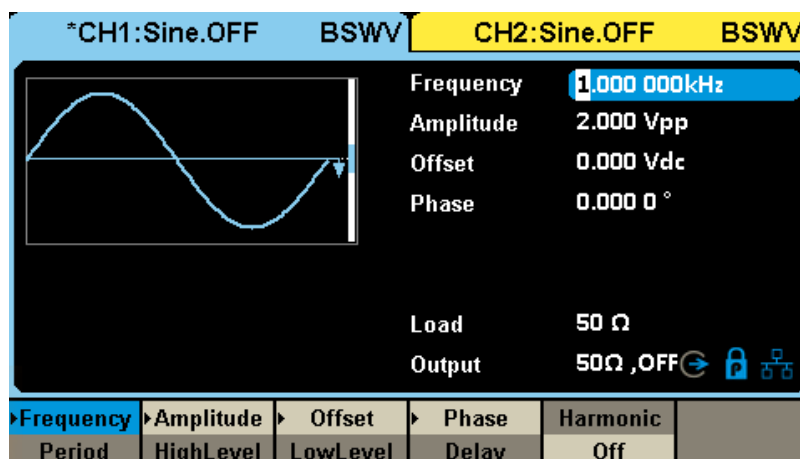 *CH1:Sine.OFF BSWV CH2:Sine.OFF BSWV
Frequency 1.000 000kHz
Amplitude 2.000 Vpp
Offset 0.000 Vdc
Phase 0.000 0 °
Load 50 Ω
Output 50Ω ,OFF P
Frequency Amplitude Offset Phase Harmonic
Period HighLevel LowLevel Delay Off